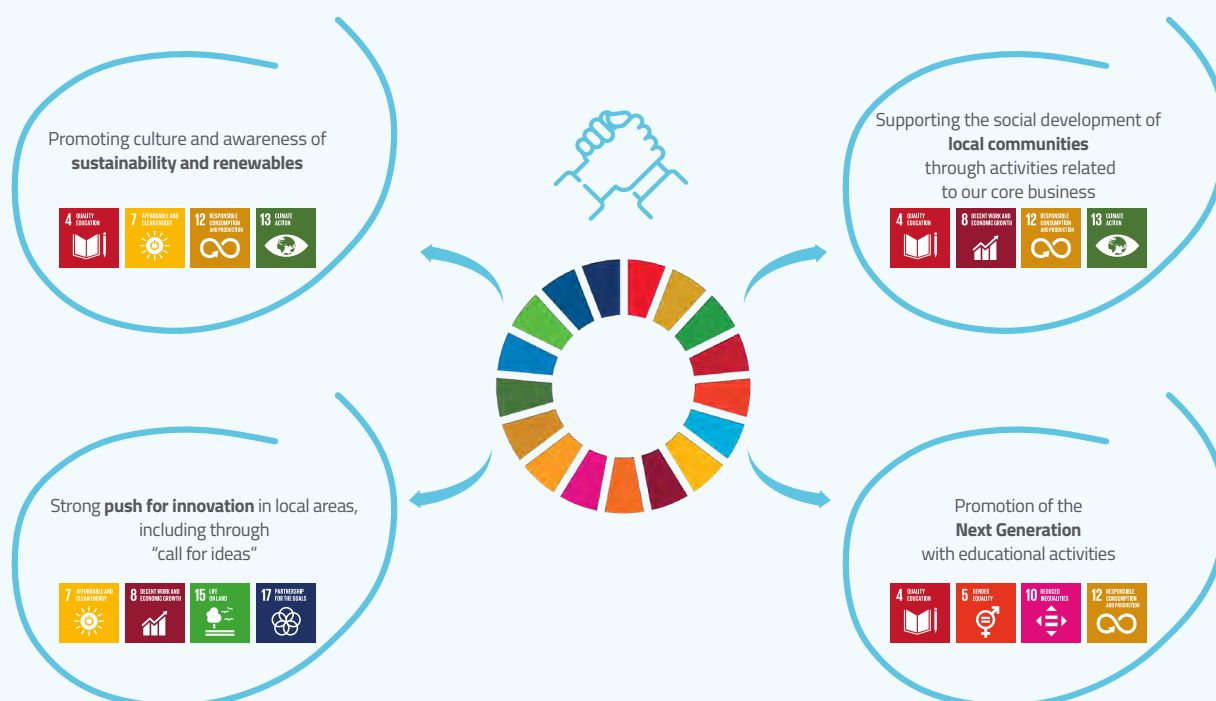 Promoting culture and awareness of
sustainability and renewables
4 QUALITY
EDUCATION
7 AFFORDABLE AND
CLEAN ENERGY
12 RESPONSIBLE
CONSUMPTION
AND PRODUCTION
13 CLIMATE
ACTION
Supporting the social development of
local communities
through activities related
to our core business
4 QUALITY
EDUCATION
8 DECENT WORK AND
ECONOMIC GROWTH
12 RESPONSIBLE
CONSUMPTION
AND PRODUCTION
13 CLIMATE
ACTION
Strong push for innovation in local areas,
including through
“call for ideas”
7 AFFORDABLE AND
CLEAN ENERGY
8 DECENT WORK AND
ECONOMIC GROWTH
15 LIFE
ON LAND
17 PARTNERSHIP
FOR THE GOALS
Promotion of the
Next Generation
with educational activities
4 QUALITY
EDUCATION
5 GENDER
EQUALITY
10 REDUCED
INEQUALITIES
12 RESPONSIBLE
CONSUMPTION
AND PRODUCTION